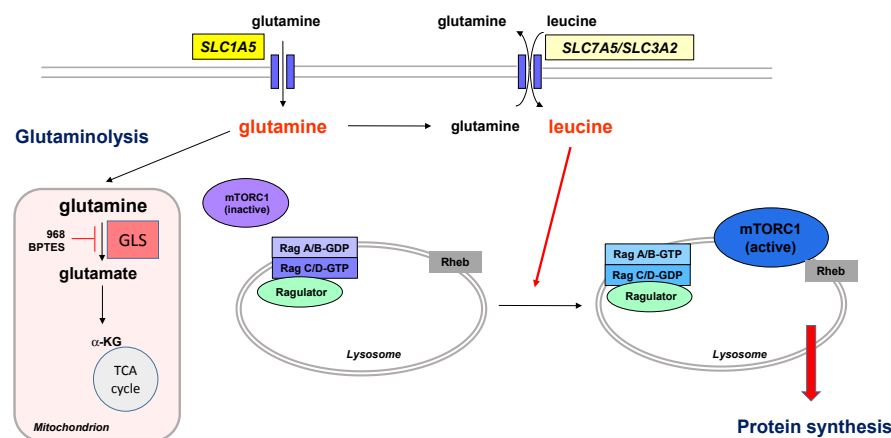 glutamine
glutamine
leucine
SLC1A5
SLC7A5/SLC3A2
glutamine
glutamine
leucine
Glutaminolysis
glutamine
968
BPTES
GLS
glutamate
α-KG
TCA
cycle
Mitochondrion
mTORC1
(inactive)
Rag A/B-GDP
Rag C/D-GTP
Ragulator
Rheb
Lysosome
mTORC1
(active)
Rag A/B-GTP
Rag C/D-GDP
Ragulator
Rheb
Lysosome
Protein synthesis